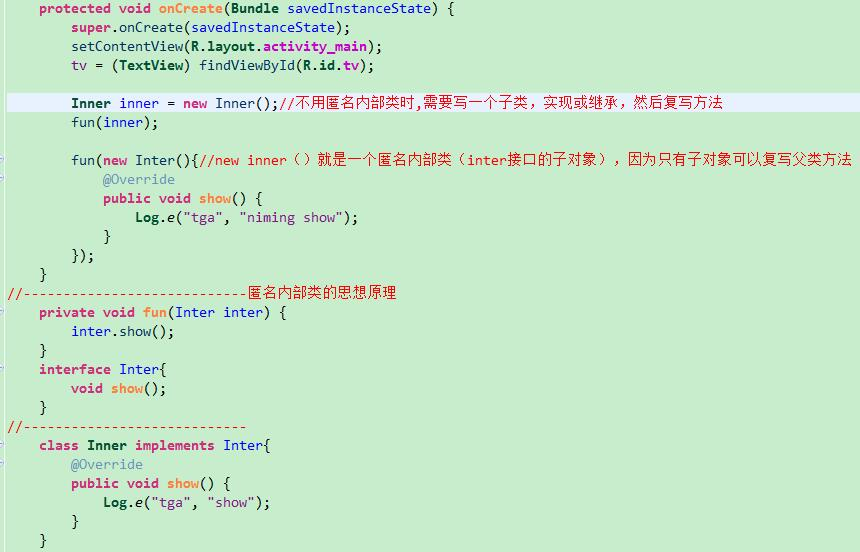 protected void onCreate(Bundle savedInstanceState) {
super.onCreate(savedInstanceState);
setContentView(R.layout.activity_main);
tv = (TextView) findViewById(R.id.tv);
Inner inner = new Inner();//不用匿名内部类时,需要写一个子类，实现或继承，然后复写方法
fun(inner);
fun(new Inter(){//new inner（）就是一个匿名内部类（inter接口的子对象），因为只有子对象可以复写父类方法
@Override
public void show() {
Log.e("tga", "niming show");
}
});
}
//----------------------------匿名内部类的思想原理
private void fun(Inter inter) {
inter.show();
}
interface Inter{
void show();
}
//----------------------------
class Inner implements Inter{
@Override
public void show() {
Log.e("tga", "show");
}
}